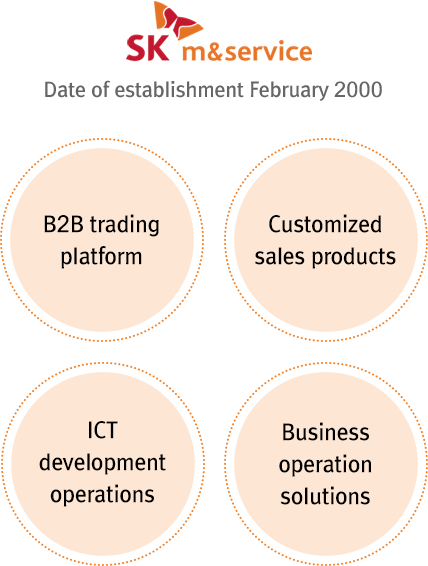 SK m&service
Date of establishment February 2000
B2B trading
platform
Customized
sales products
ICT
development
operations
Business
operation
solutions